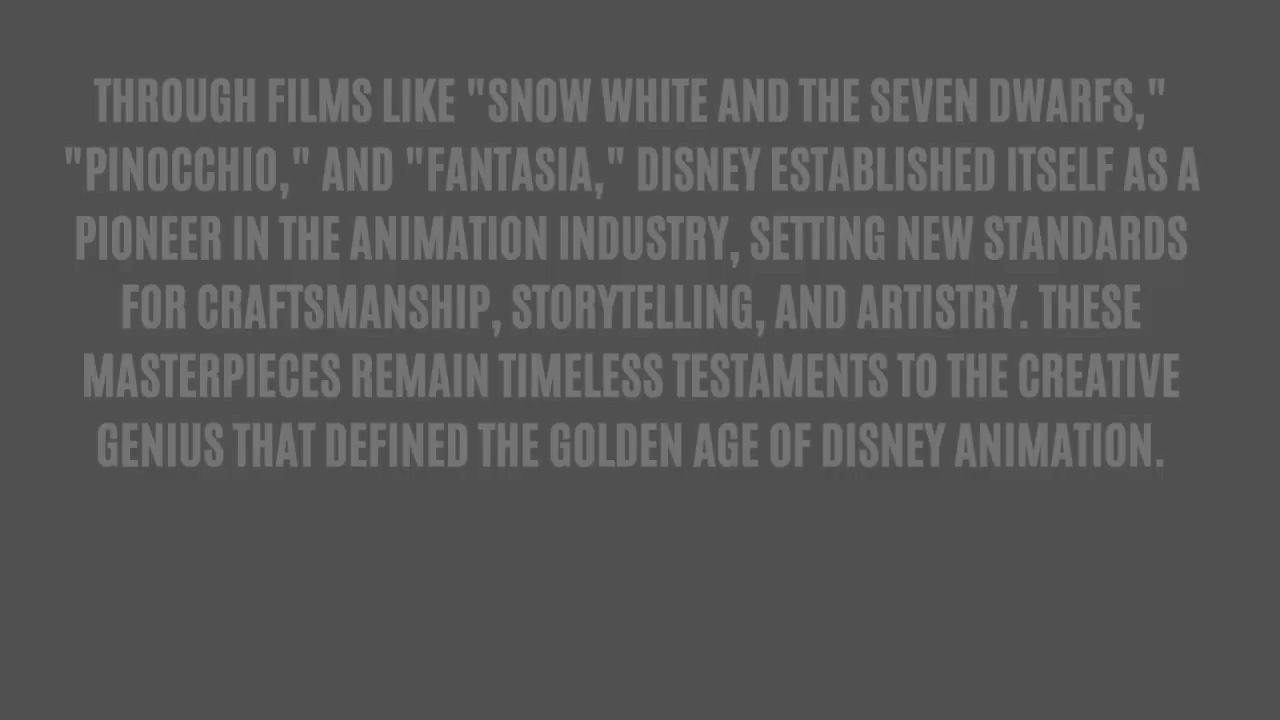 THROUGH FILMS LIKE "SNOW WHITE AND THE SEVEN DWARFS,"
"PINOCCHIO," AND "FANTASIA," DISNEY ESTABLISHED ITSELF AS A
PIONEER IN THE ANIMATION INDUSTRY, SETTING NEW STANDARDS
FOR CRAFTSMANSHIP, STORYTELLING, AND ARTISTRY. THESE
MASTERPIECES REMAIN TIMELESS TESTAMENTS TO THE CREATIVE
GENIUS THAT DEFINED THE GOLDEN AGE OF DISNEY ANIMATION.